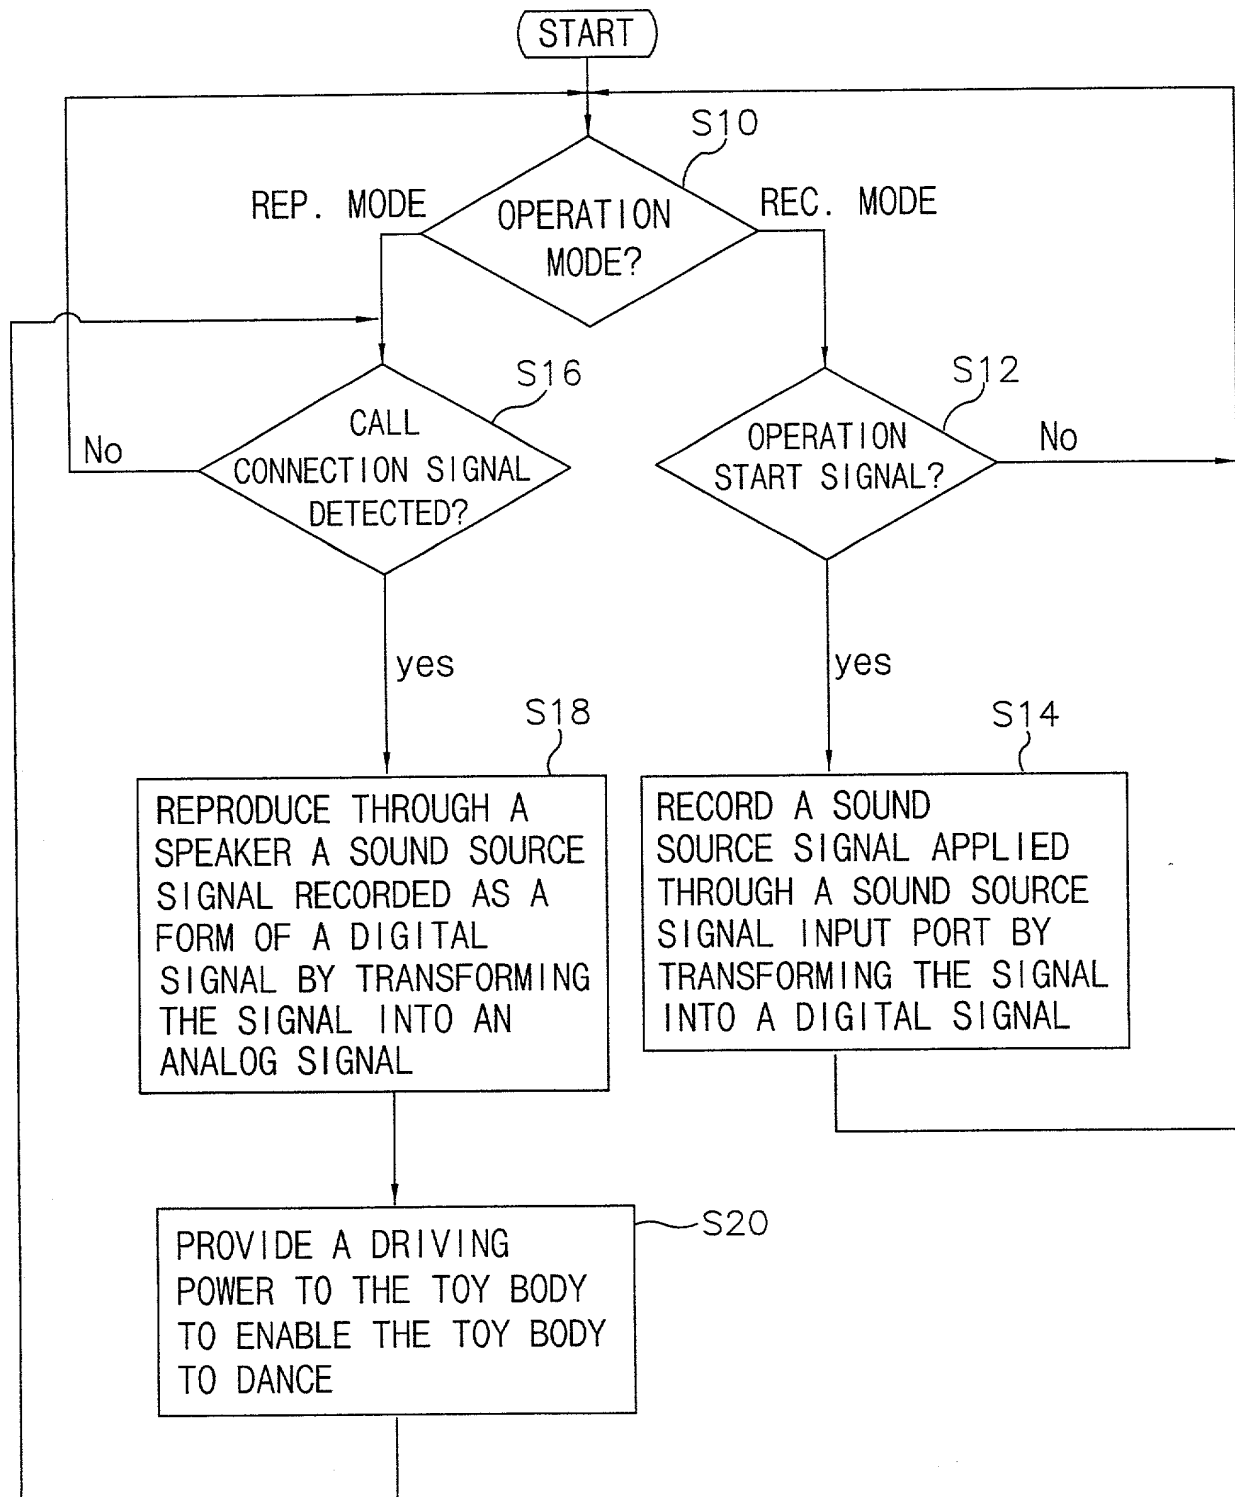 START
S10
REP. MODE
REC. MODE
OPERATION
MODE?
S16
S12
CALL
CONNECTION SIGNAL
DETECTED?
No
OPERATION
START SIGNAL?
No
yes
yes
S18
S14
REPRODUCE THROUGH A
SPEAKER A SOUND SOURCE
SIGNAL RECORDED AS A
FORM OF A DIGITAL
SIGNAL BY TRANSFORMING
THE SIGNAL INTO AN
ANALOG SIGNAL
RECORD A SOUND
SOURCE SIGNAL APPLIED
THROUGH A SOUND SOURCE
SIGNAL INPUT PORT BY
TRANSFORMING THE SIGNAL
INTO A DIGITAL SIGNAL
S20
PROVIDE A DRIVING
POWER TO THE TOY BODY
TO ENABLE THE TOY BODY
TO DANCE